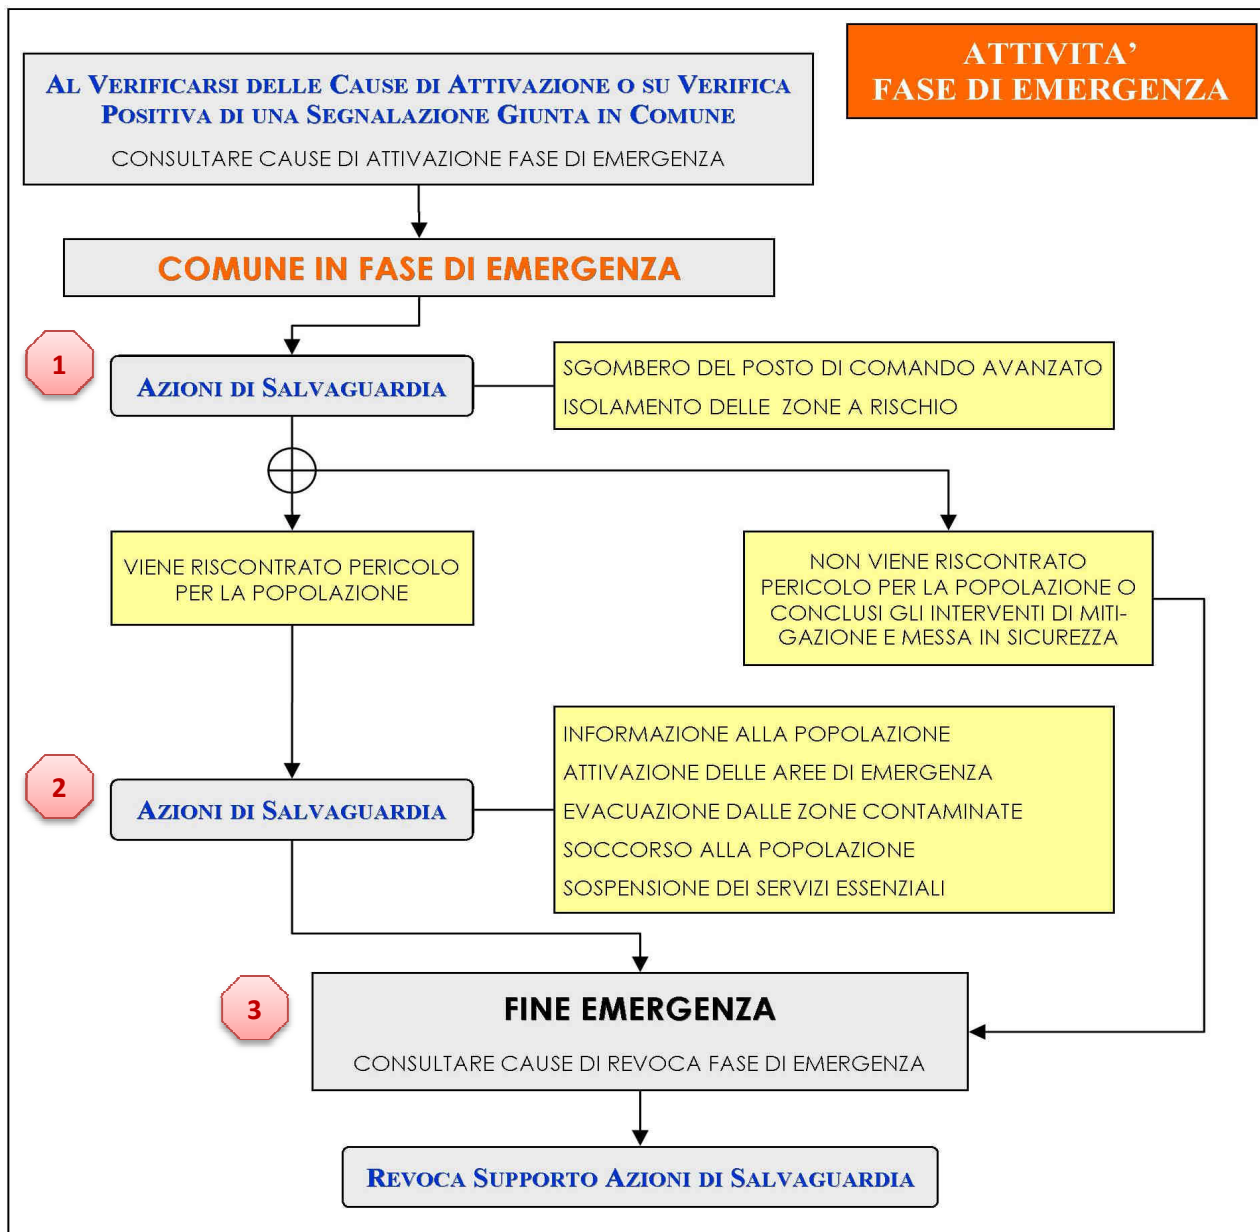 ATTIVITA'
FASE DI EMERGENZA
AL VERIFICARSI DELLE CAUSE DI ATTIVAZIONE O SU VERIFICA
POSITIVA DI UNA SEGNALAZIONE GIUNTA IN COMUNE
CONSULTARE CAUSE DI ATTIVAZIONE FASE DI EMERGENZA
COMUNE IN FASE DI EMERGENZA
1
AZIONI DI SALVAGUARDIA
SGOMBERO DEL POSTO DI COMANDO AVANZATO
ISOLAMENTO DELLE ZONE A RISCHIO
VIENE RISCONTRATO PERICOLO
PER LA POPOLAZIONE
NON VIENE RISCONTRATO
PERICOLO PER LA POPOLAZIONE O
CONCLUSI GLI INTERVENTI DI MITI-
GAZIONE E MESSA IN SICUREZZA
2
AZIONI DI SALVAGUARDIA
INFORMAZIONE ALLA POPOLAZIONE
ATTIVAZIONE DELLE AREE DI EMERGENZA
EVACUAZIONE DALLE ZONE CONTAMINATE
SOCCORSO ALLA POPOLAZIONE
SOSPENSIONE DEI SERVIZI ESSENZIALI
3
FINE EMERGENZA
CONSULTARE CAUSE DI REVOCA FASE DI EMERGENZA
REVOCA SUPPORTO AZIONI DI SALVAGUARDIA